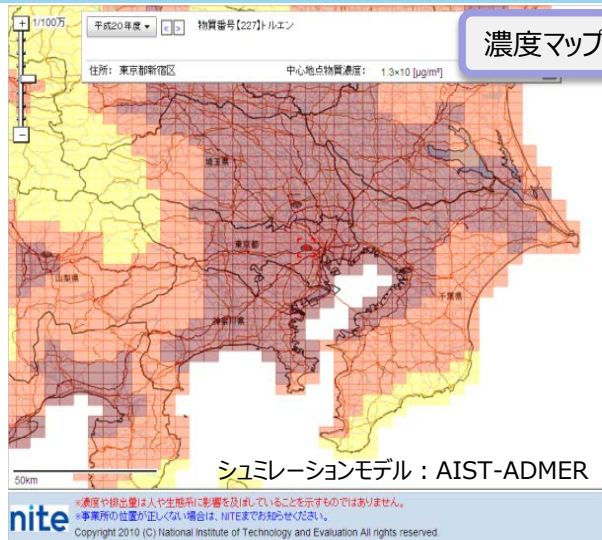 1/100万
平成20年度 物質番号【227】トルエン
濃度マップ
住所: 東京都新宿区 中心地点物質濃度: 1.3×10 [μg/m³]
埼玉県
東京都
山梨県
千葉県
神奈川県
50km
シュミレーションモデル：AIST-ADMER
nite
※濃度や排出量は人や生態系に影響を及ぼしていることを示すものではありません。
※事業所の位置が正しくない場合は、NITEまでお知らせください。
Copyright 2010 (C) National Institute of Technology and Evaluation All rights reserved.